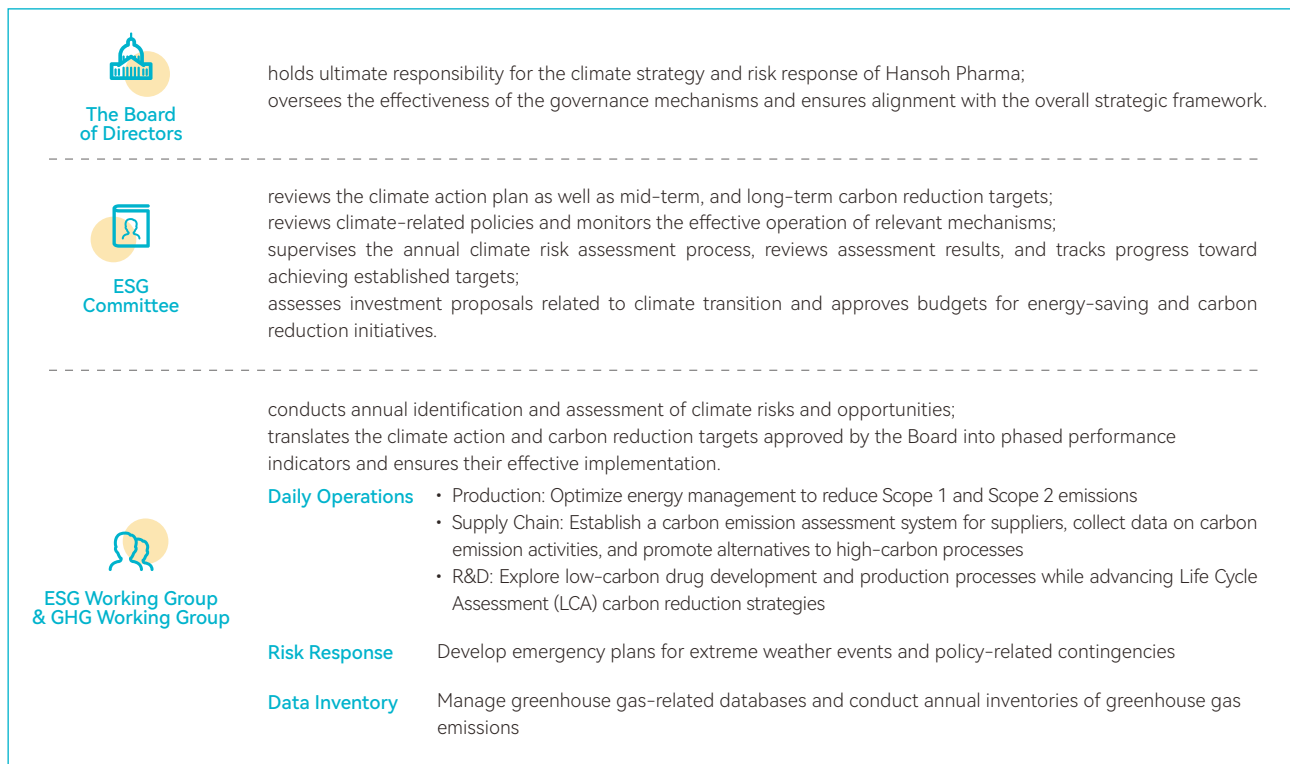 The Board
of Directors
holds ultimate responsibility for the climate strategy and risk response of Hansoh Pharma;
oversees the effectiveness of the governance mechanisms and ensures alignment with the overall strategic framework.
ESG
Committee
reviews the climate action plan as well as mid-term, and long-term carbon reduction targets;
reviews climate-related policies and monitors the effective operation of relevant mechanisms;
supervises the annual climate risk assessment process, reviews assessment results, and tracks progress toward
achieving established targets;
assesses investment proposals related to climate transition and approves budgets for energy-saving and carbon
reduction initiatives.
ESG Working Group
& GHG Working Group
conducts annual identification and assessment of climate risks and opportunities;
translates the climate action and carbon reduction targets approved by the Board into phased performance
indicators and ensures their effective implementation.
Daily Operations
• Production: Optimize energy management to reduce Scope 1 and Scope 2 emissions
• Supply Chain: Establish a carbon emission assessment system for suppliers, collect data on carbon
emission activities, and promote alternatives to high-carbon processes
• R&D: Explore low-carbon drug development and production processes while advancing Life Cycle
Assessment (LCA) carbon reduction strategies
Risk Response
Develop emergency plans for extreme weather events and policy-related contingencies
Data Inventory
Manage greenhouse gas-related databases and conduct annual inventories of greenhouse gas
emissions